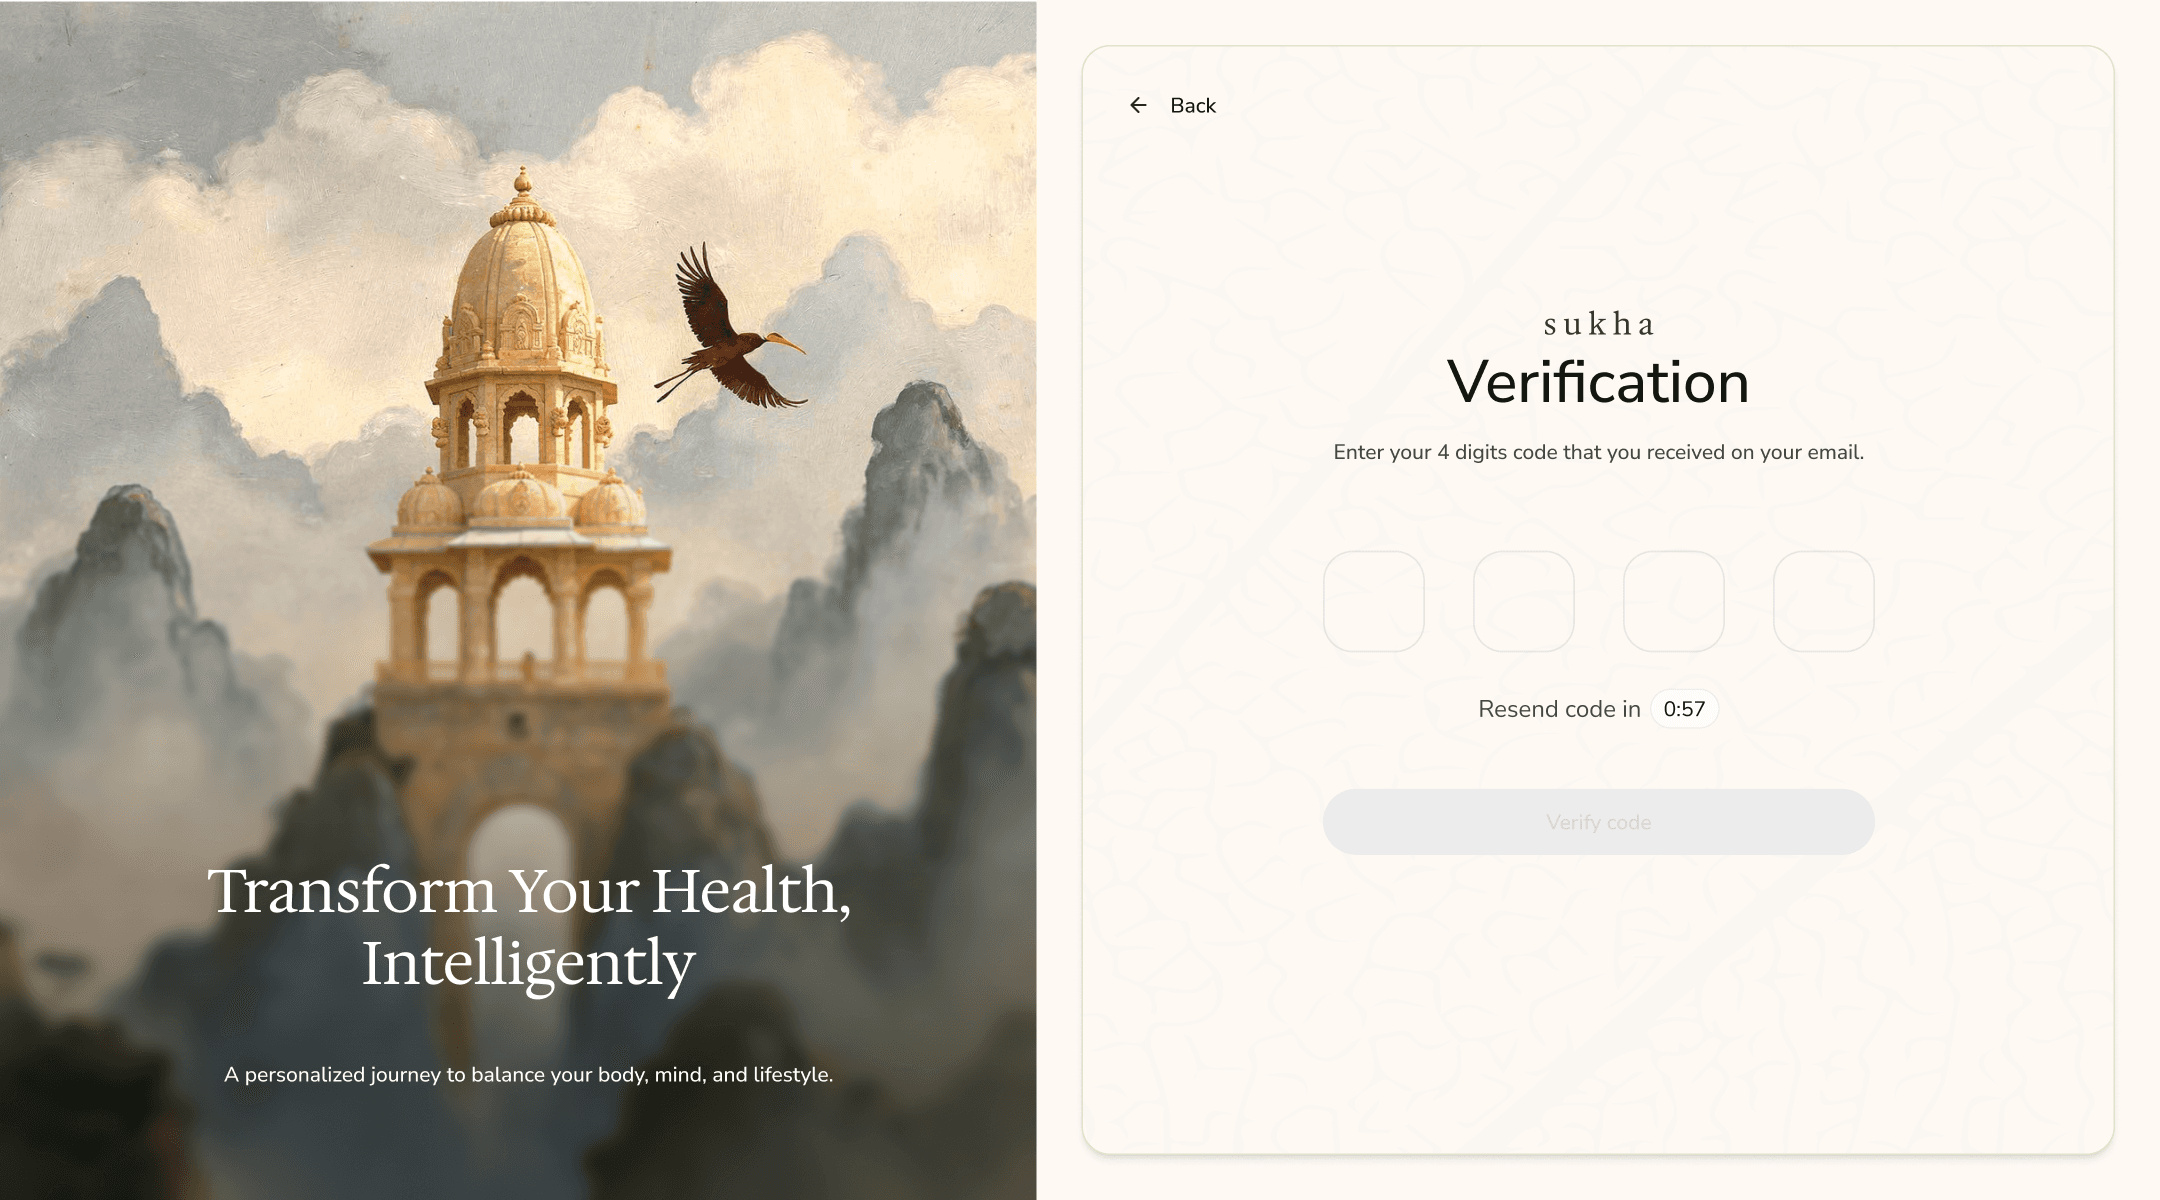 Transform Your Health,
Intelligently
A personalized journey to balance your body, mind, and lifestyle.
Back
sukha
Verification
Enter your 4 digits code that you received on your email.
Resend code in 0:57
Verify code